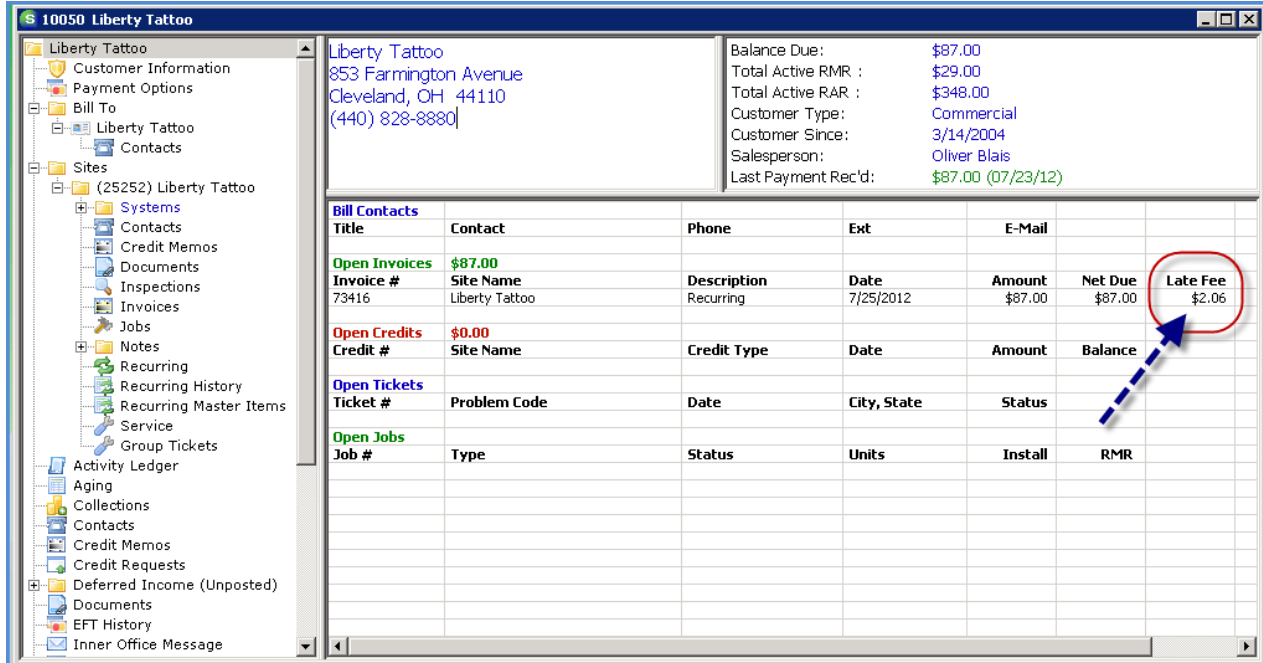 10050 Liberty Tattoo
Liberty Tattoo
Customer Information
Payment Options
Bill To
Liberty Tattoo
Contacts
Sites
(25252) Liberty Tattoo
Systems
Contacts
Credit Memos
Documents
Inspections
Invoices
Jobs
Notes
Recurring
Recurring History
Recurring Master Items
Service
Group Tickets
Activity Ledger
Aging
Collections
Contacts
Credit Memos
Credit Requests
Deferred Income (Unposted)
Documents
EFT History
Inner Office Message
Liberty Tattoo
853 Farmington Avenue
Cleveland, OH 44110
(440) 828-8880
Balance Due: $87.00
Total Active RMR : $29.00
Total Active RAR : $348.00
Customer Type: Commercial
Customer Since: 3/14/2004
Salesperson: Oliver Blais
Last Payment Rec'd: $87.00 (07/23/12)
Bill Contacts
Title Contact Phone Ext E-Mail
Open Invoices $87.00
Invoice # Site Name Description Date Amount Net Due Late Fee
73416 Liberty Tattoo Recurring 7/25/2012 $87.00 $87.00 $2.06
Open Credits $0.00
Credit # Site Name Credit Type Date Amount Balance
Open Tickets
Ticket # Problem Code Date City, State Status
Open Jobs
Job # Type Status Units Install RMR